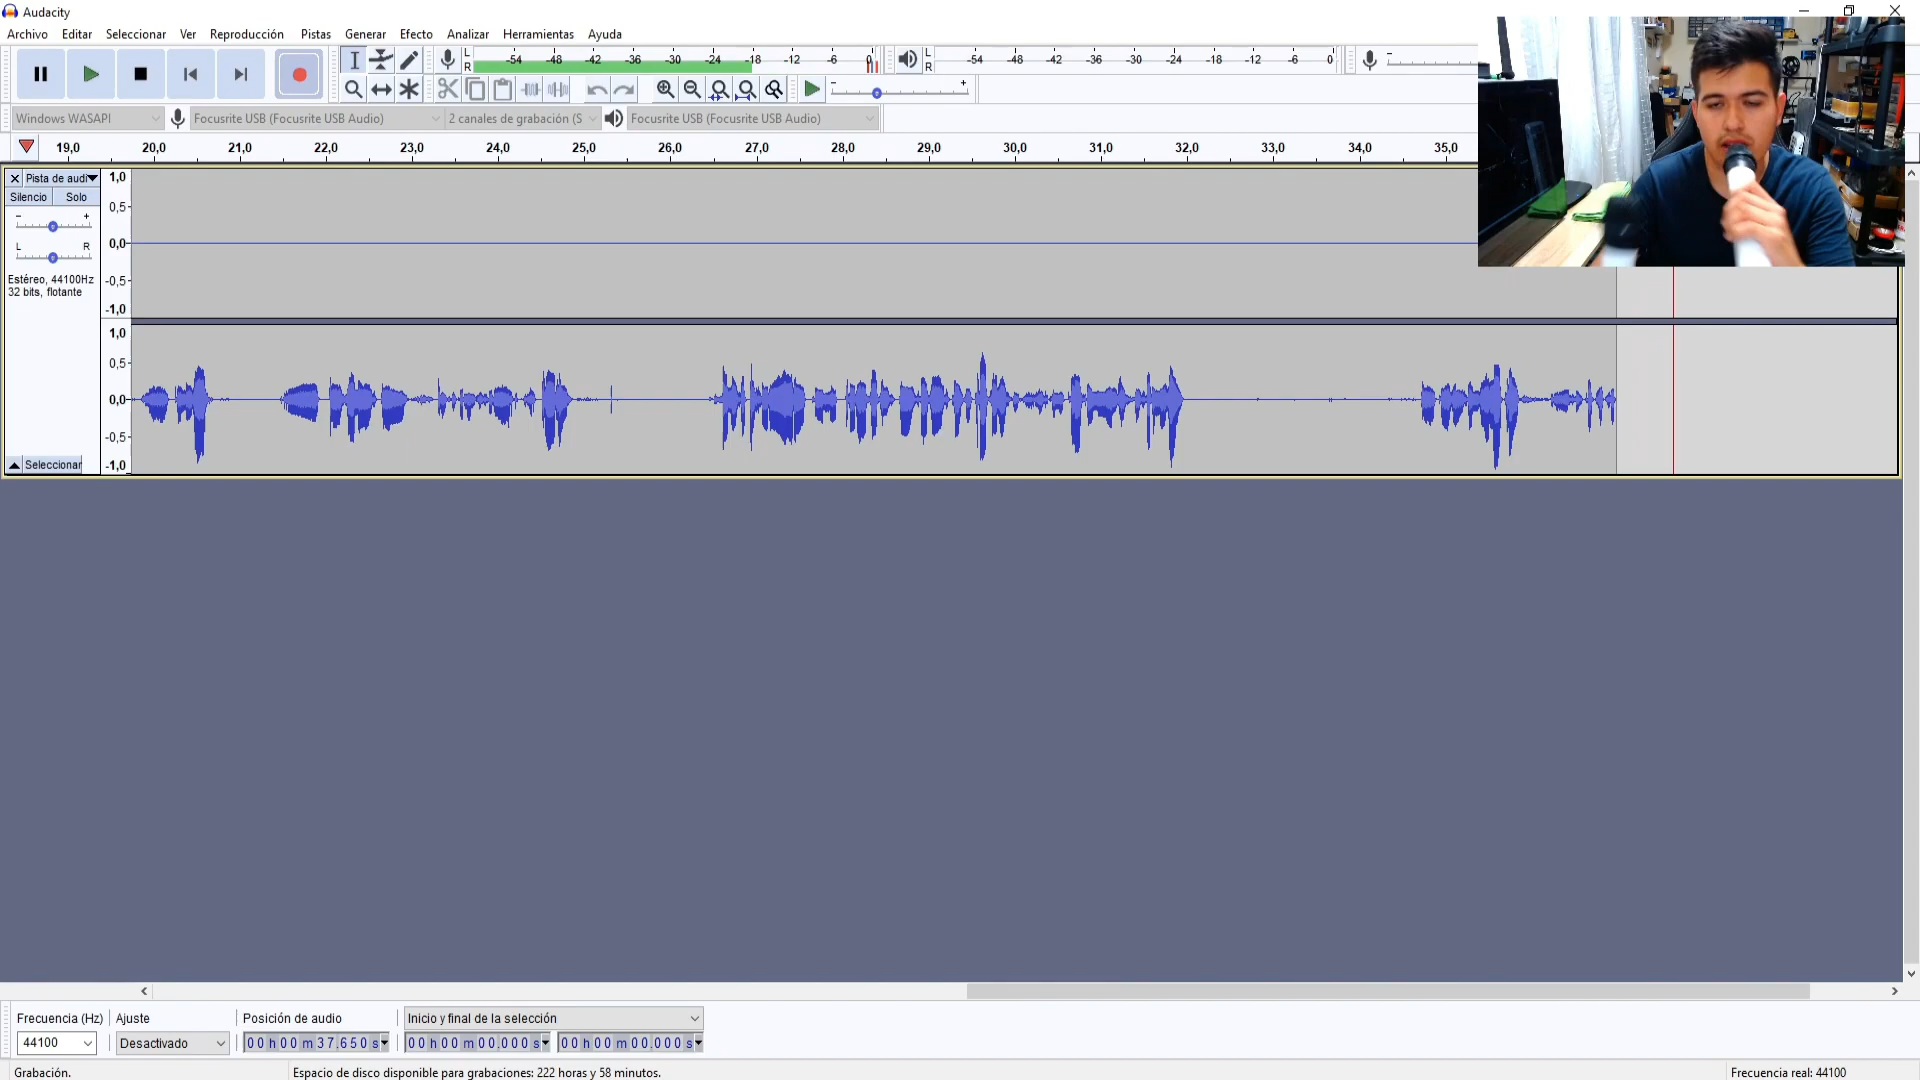 Audacity
Archivo Editar Seleccionar Ver Reproducción Pistas Generar Efecto Analizar Herramientas Ayuda
L
R
-54 -48 -42 -36 -30 -24 -18 -12 -6 0
L
R
-54 -48 -42 -36 -30 -24 -18 -12 -6 0
Windows WASAPI Focusrite USB (Focusrite USB Audio) 2 canales de grabación (S Focusrite USB (Focusrite USB Audio)
19,0 20,0 21,0 22,0 23,0 24,0 25,0 26,0 27,0 28,0 29,0 30,0 31,0 32,0 33,0 34,0 35,0
Pista de audi
Silencio Solo
- +
L R
Estéreo, 44100Hz
32 bits, flotante
1,0
0,5
0,0
-0,5
-1,0
1,0
0,5
0,0
-0,5
-1,0
Seleccionar
Frecuencia (Hz) Ajuste Posición de audio Inicio y final de la selección
44100 Desactivado 00 h 00 m 37.650 s 00 h 00 m 00.000 s 00 h 00 m 00.000 s
Grabación. Espacio de disco disponible para grabaciones: 222 horas y 58 minutos. Frecuencia real: 44100